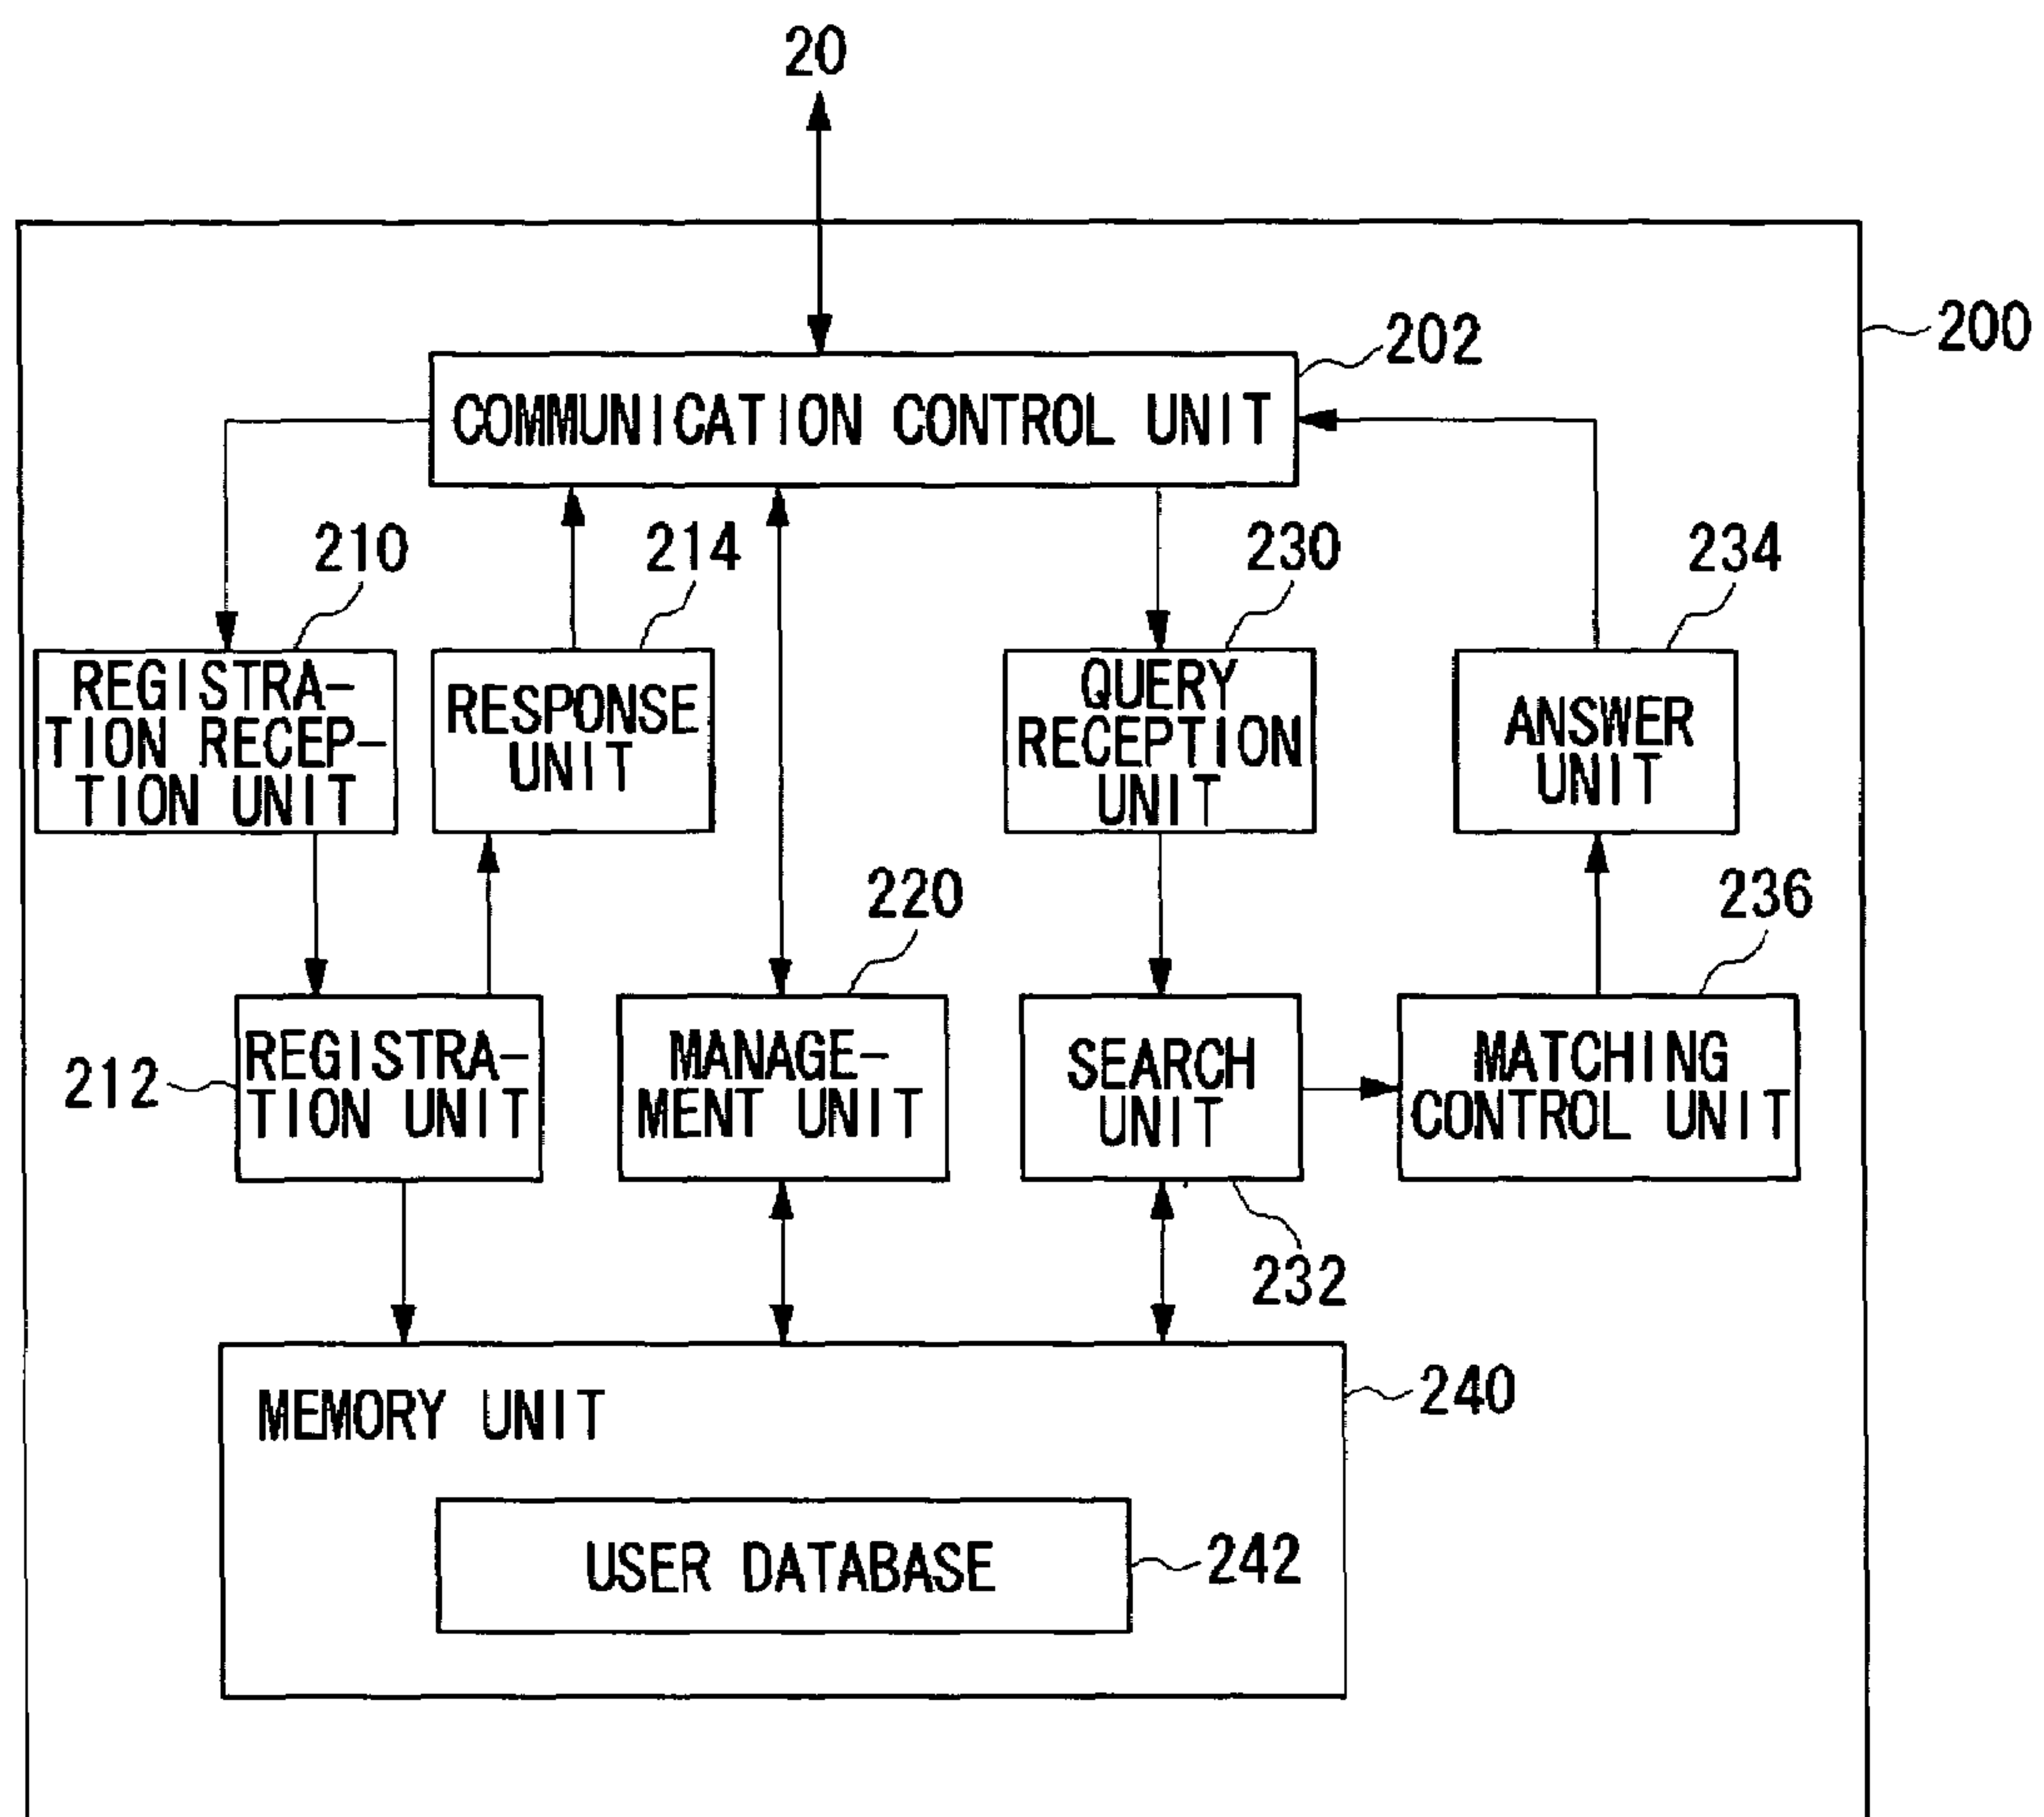 20
200
202
COMMUNICATION CONTROL UNIT
210
214
230
234
REGISTRA-
TION RECEP-
TION UNIT
RESPONSE
UNIT
QUERY
RECEPTION
UNIT
ANSWER
UNIT
220
236
212
REGISTRA-
TION UNIT
MANAGE-
MENT UNIT
SEARCH
UNIT
MATCHING
CONTROL UNIT
232
MEMORY UNIT
240
USER DATABASE
242